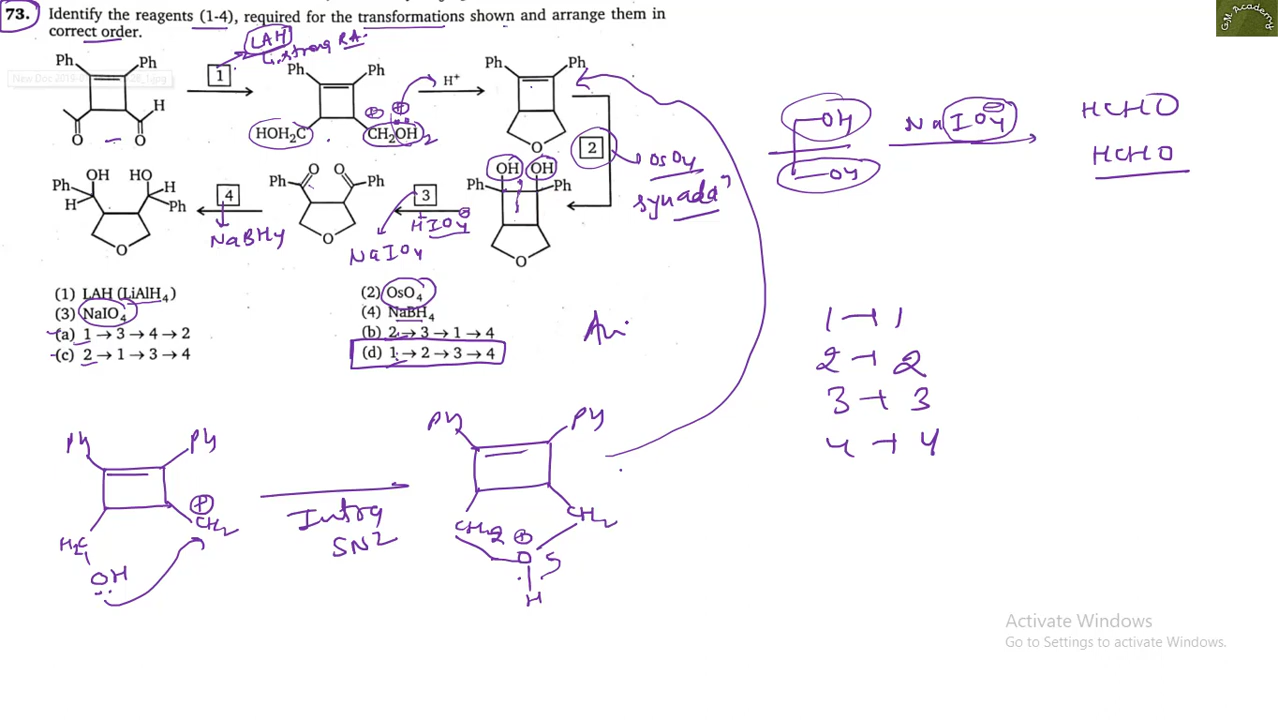 73. Identify the reagents (1-4), required for the transformations shown and arrange them in
correct order.
LAH
strong RA.
Ph Ph
1
H
O O
Ph Ph
HOH₂C CH₂OH₂
H⁺
Ph Ph
O
2
OsO4
syn addⁿ
OH OH
Ph Ph
O
3
HIO4⊖
NaIO4
Ph O O Ph
O
4
NaBH4
OH HO
Ph H
H Ph
O
(1) LAH (LiAlH₄)
(2) OsO₄
(3) NaIO₄
(4) NaBH₄
(a) 1 → 3 → 4 → 2
(b) 2 → 3 → 1 → 4
(c) 2 → 1 → 3 → 4
(d) 1 → 2 → 3 → 4
OH
OH
NaIO4⊖
HCHO
HCHO
1 → 1
2 → 2
3 → 3
4 → 4
Ph Ph
⊕
CH2
H2C
OH
Intra
SN2
Ph Ph
CH2 ⊕ CH2
O
H
GM Academy
Activate Windows
Go to Settings to activate Windows.